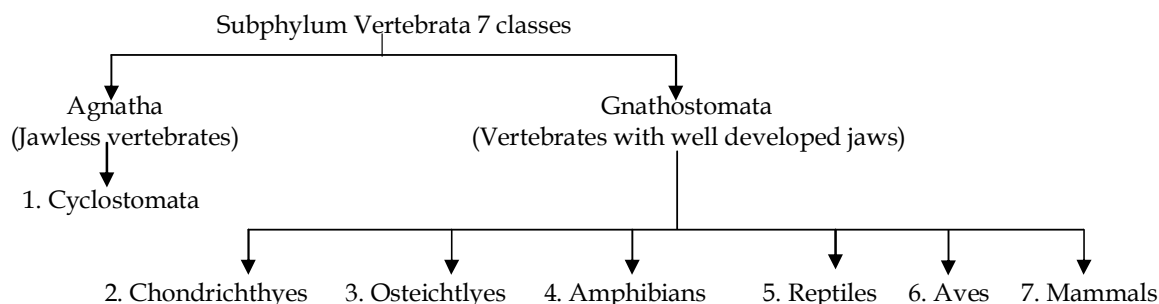 Subphylum Vertebrata 7 classes
Agnatha
(Jawless vertebrates)
Gnathostomata
(Vertebrates with well developed jaws)
1. Cyclostomata
2. Chondrichthyes 3. Osteichtlyes 4. Amphibians 5. Reptiles 6. Aves 7. Mammals